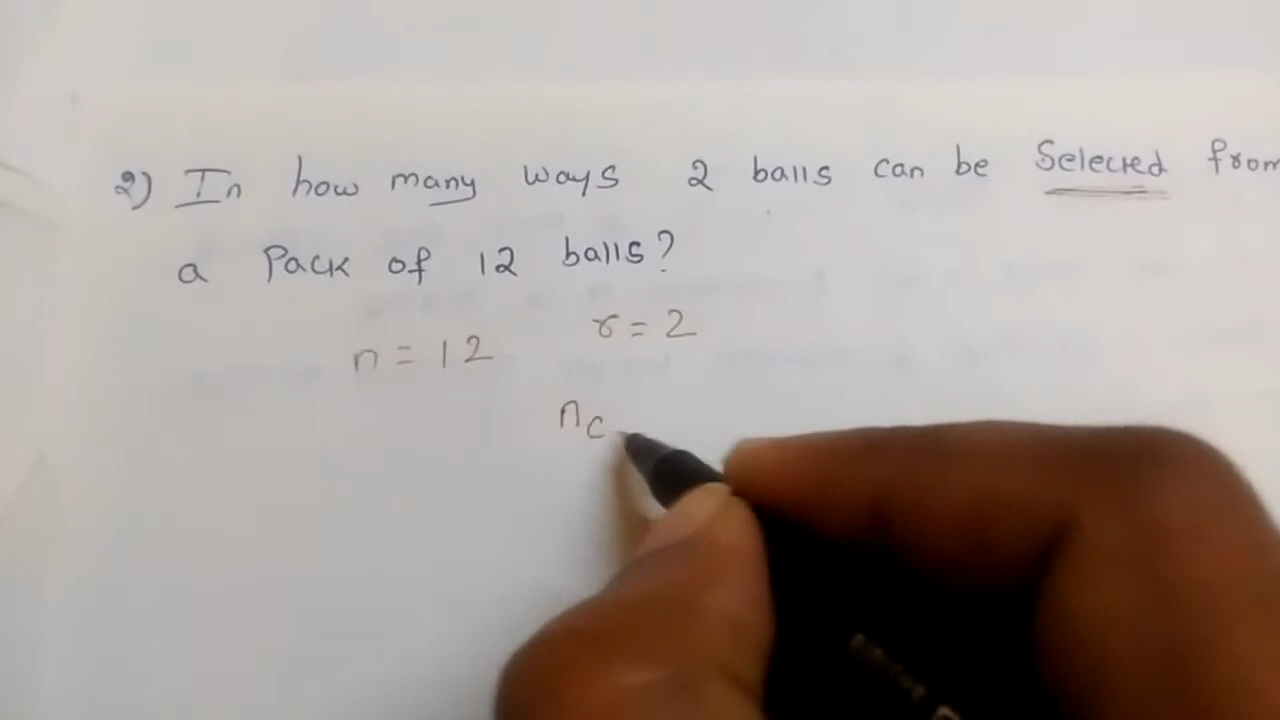 2) In how many ways 2 balls can be Selected from
a Pack of 12 balls?
n = 12 r = 2
nc